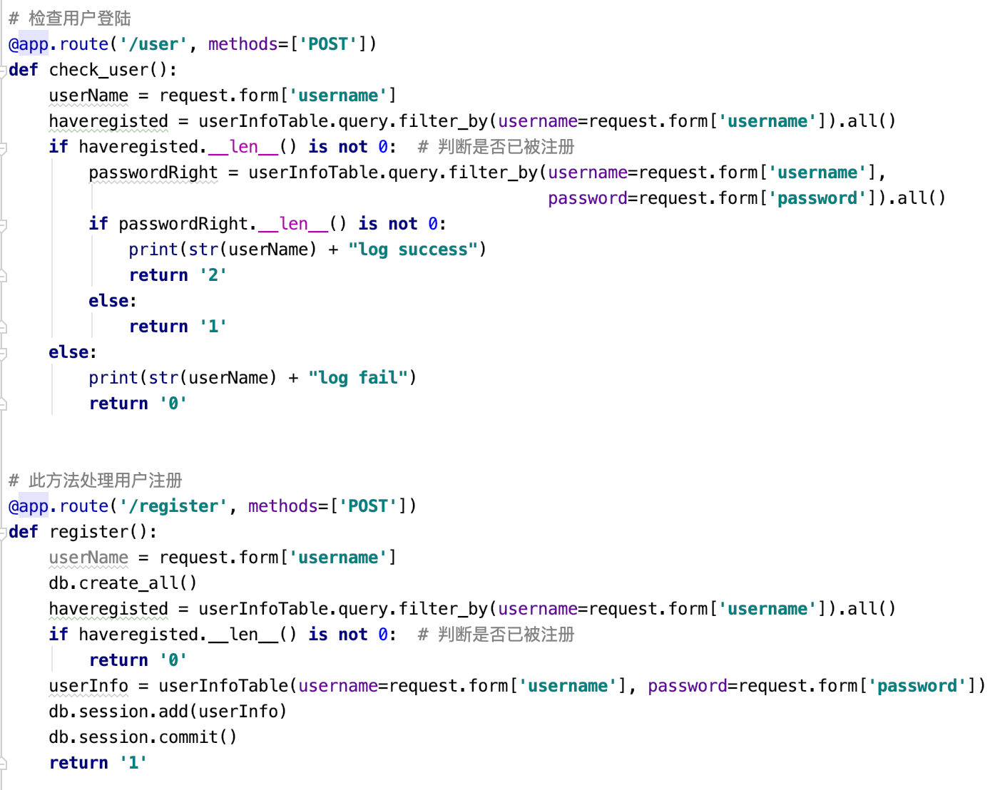 # 检查用户登陆
@app.route('/user', methods=['POST'])
def check_user():
    userName = request.form['username']
    haveregisted = userInfoTable.query.filter_by(username=request.form['username']).all()
    if haveregisted.__len__() is not 0:  # 判断是否已被注册
        passwordRight = userInfoTable.query.filter_by(username=request.form['username'],
                                                      password=request.form['password']).all()
        if passwordRight.__len__() is not 0:
            print(str(userName) + "log success")
            return '2'
        else:
            return '1'
    else:
        print(str(userName) + "log fail")
        return '0'
# 此方法处理用户注册
@app.route('/register', methods=['POST'])
def register():
    userName = request.form['username']
    db.create_all()
    haveregisted = userInfoTable.query.filter_by(username=request.form['username']).all()
    if haveregisted.__len__() is not 0:  # 判断是否已被注册
        return '0'
    userInfo = userInfoTable(username=request.form['username'], password=request.form['password'])
    db.session.add(userInfo)
    db.session.commit()
    return '1'